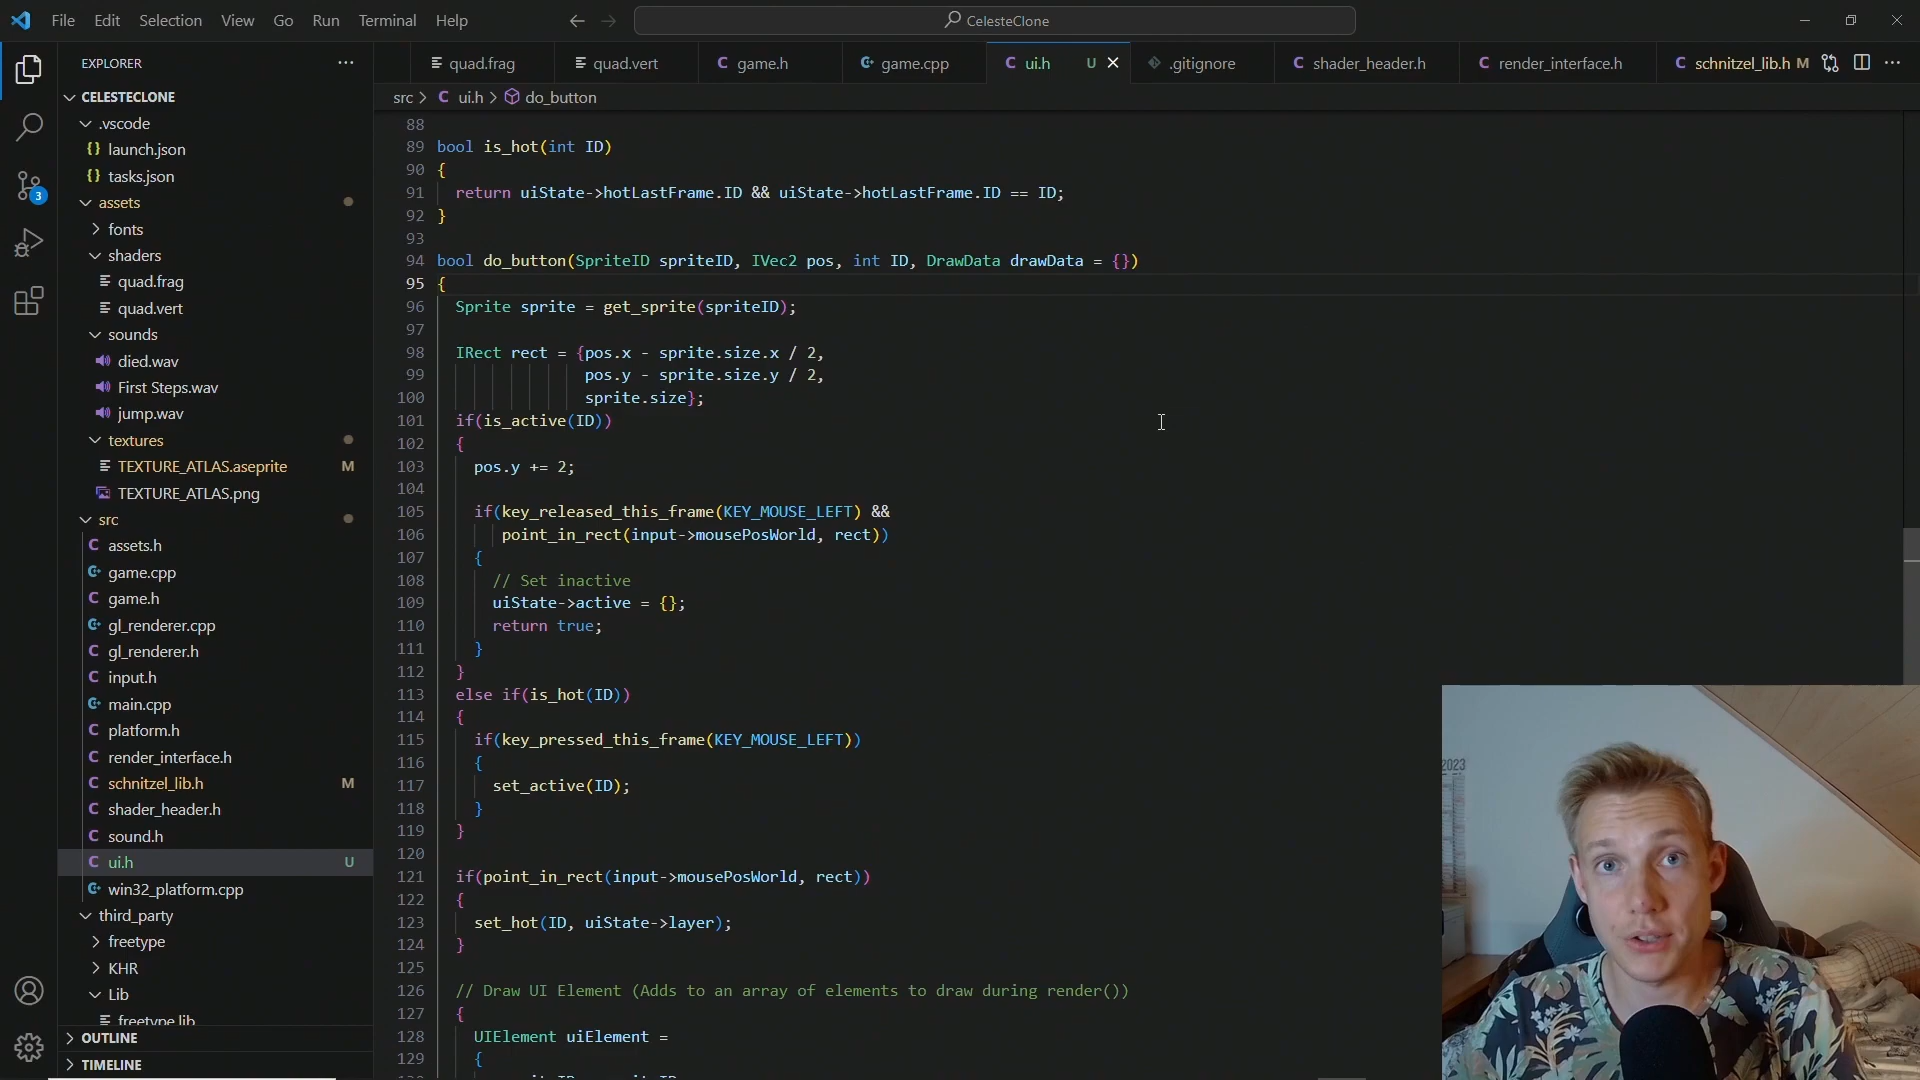 File Edit Selection View Go Run Terminal Help
CelesteClone
EXPLORER
quad.frag
quad.vert
game.h
game.cpp
ui.h U
.gitignore
shader_header.h
render_interface.h
schnitzel_lib.h M
src > ui.h > do_button
CELESTECLONE
.vscode
launch.json
tasks.json
assets
fonts
shaders
quad.frag
quad.vert
sounds
died.wav
First Steps.wav
jump.wav
textures
TEXTURE_ATLAS.aseprite M
TEXTURE_ATLAS.png
src
assets.h
game.cpp
game.h
gl_renderer.cpp
gl_renderer.h
input.h
main.cpp
platform.h
render_interface.h
schnitzel_lib.h M
shader_header.h
sound.h
ui.h U
win32_platform.cpp
third_party
freetype
KHR
Lib
freetype.lib
OUTLINE
TIMELINE
3
88
89 bool is_hot(int ID)
90 {
91 return uiState->hotLastFrame.ID && uiState->hotLastFrame.ID == ID;
92 }
93
94 bool do_button(SpriteID spriteID, IVec2 pos, int ID, DrawData drawData = {})
95 {
96 Sprite sprite = get_sprite(spriteID);
97
98 IRect rect = {pos.x - sprite.size.x / 2,
99 pos.y - sprite.size.y / 2,
100 sprite.size};
101 if(is_active(ID))
102 {
103 pos.y += 2;
104
105 if(key_released_this_frame(KEY_MOUSE_LEFT) &&
106 point_in_rect(input->mousePosWorld, rect))
107 {
108 // Set inactive
109 uiState->active = {};
110 return true;
111 }
112 }
113 else if(is_hot(ID))
114 {
115 if(key_pressed_this_frame(KEY_MOUSE_LEFT))
116 {
117 set_active(ID);
118 }
119 }
120
121 if(point_in_rect(input->mousePosWorld, rect))
122 {
123 set_hot(ID, uiState->layer);
124 }
125
126 // Draw UI Element (Adds to an array of elements to draw during render())
127 {
128 UIElement uiElement =
129 {
2023